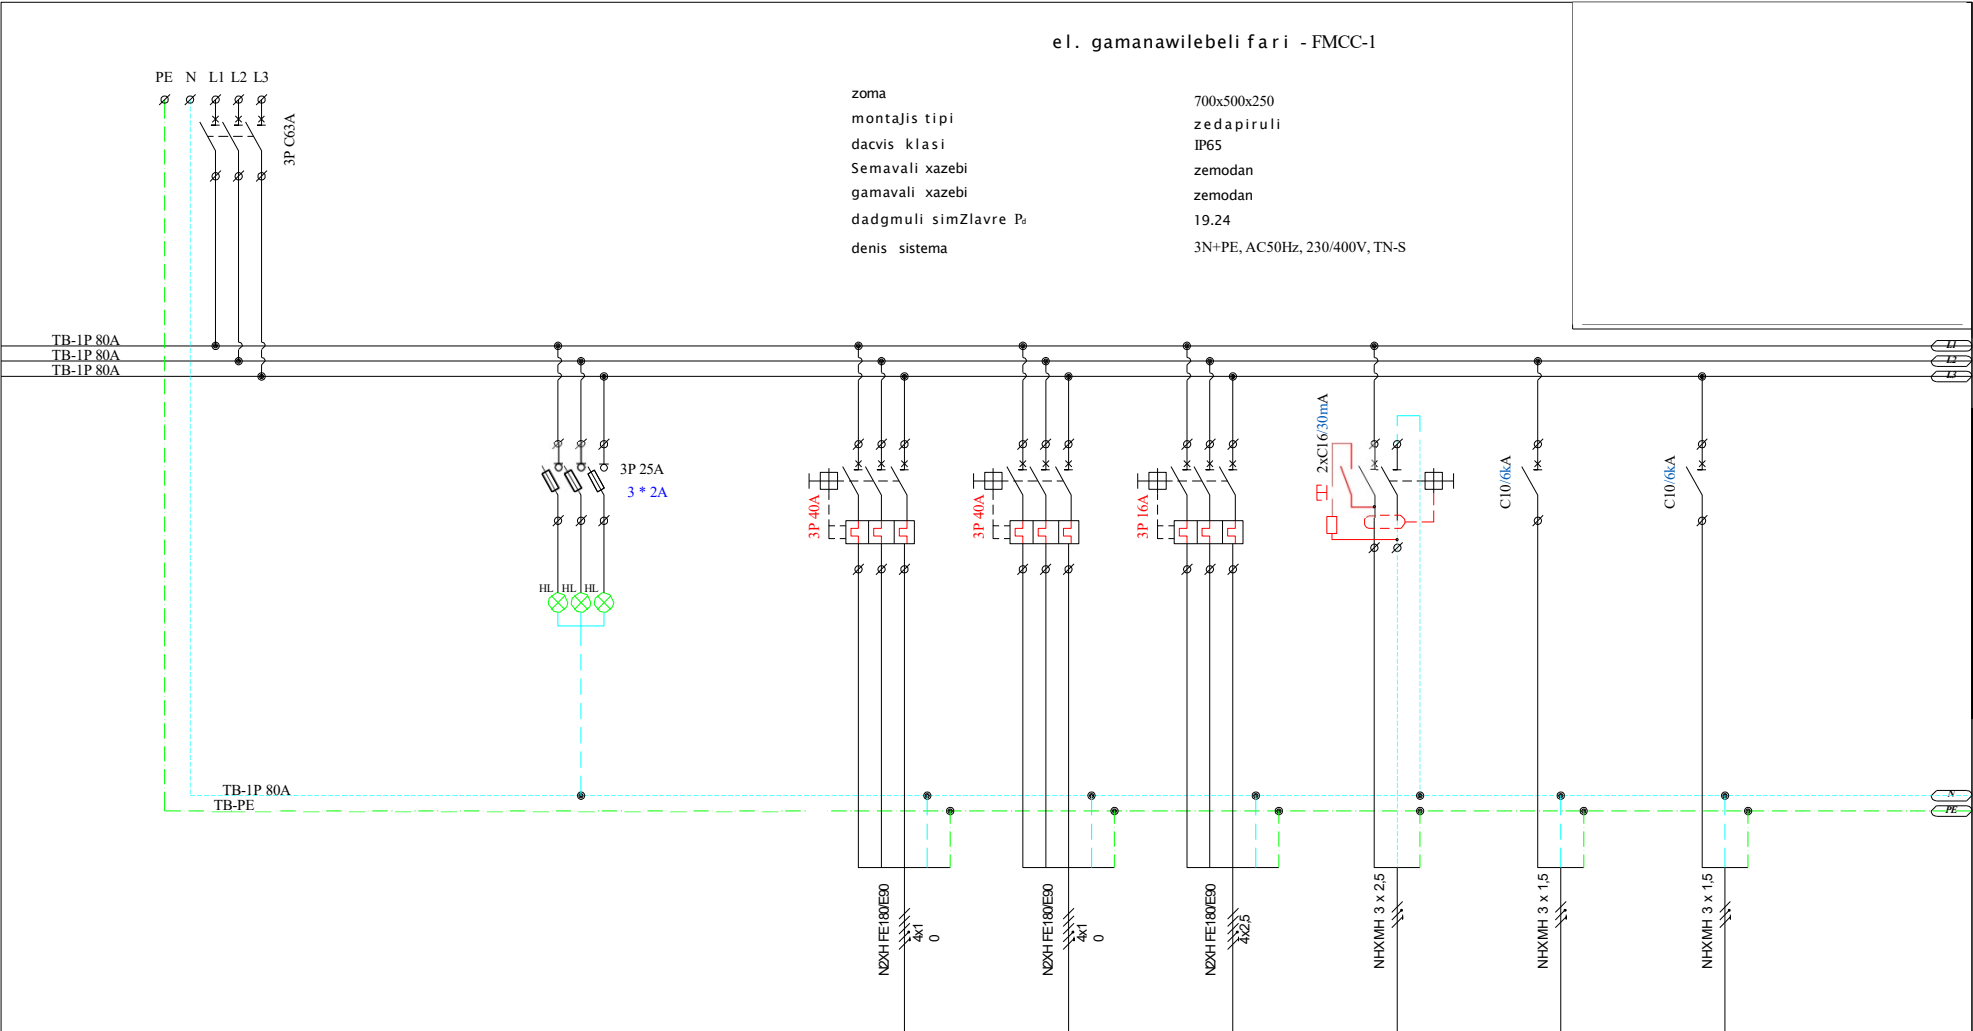 el. gamanawilebeli fari - FMCC-1
PE N L1 L2 L3
3P C63A
zoma 700x500x250
montaJis tipi zedapiruli
dacvis klasi IP65
Semavali xazebi zemodan
gamavali xazebi zemodan
dadgmuli simZlavre Pd 19.24
denis sistema 3N+PE, AC50Hz, 230/400V, TN-S
TB-1P 80A L1
TB-1P 80A L2
TB-1P 80A L3
3P 25A
3 * 2A
3P 40A
3P 40A
3P 16A
2xC16/30mA
C10/6kA
C10/6kA
HL HL HL
TB-1P 80A N
TB-PE PE
N2XH FE180/E90
4x1
0
N2XH FE180/E90
4x1
0
N2XH FE180/E90
4x2,5
NHXMH 3 x 2,5
NHXMH 3 x 1,5
NHXMH 3 x 1,5